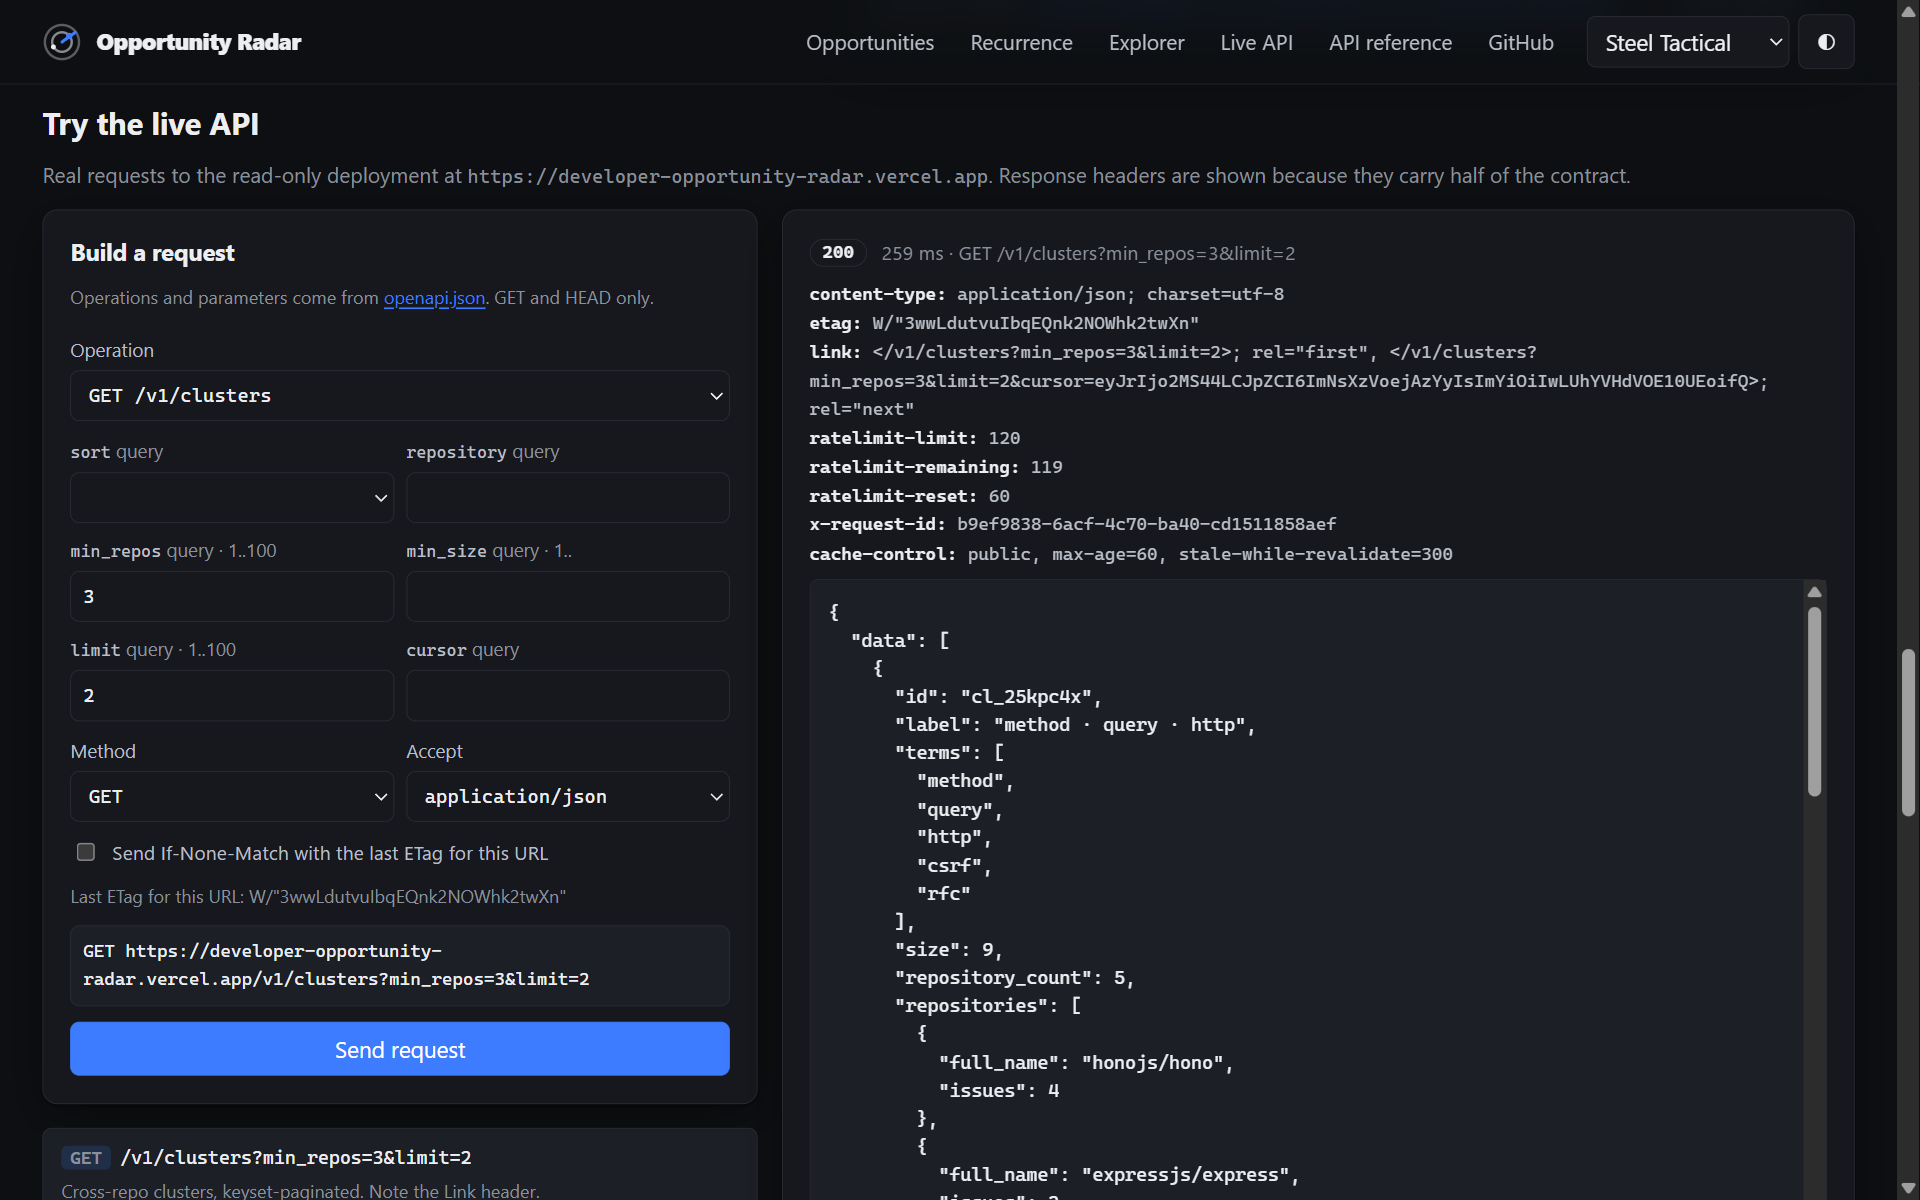 Opportunity Radar
Opportunities
Recurrence
Explorer
Live API
API reference
GitHub
Steel Tactical
Try the live API
Real requests to the read-only deployment at https://developer-opportunity-radar.vercel.app. Response headers are shown because they carry half of the contract.
Build a request
Operations and parameters come from openapi.json. GET and HEAD only.
Operation
GET /v1/clusters
sort query
repository query
min_repos query · 1..100
min_size query · 1..
3
limit query · 1..100
cursor query
2
Method
Accept
GET
application/json
Send If-None-Match with the last ETag for this URL
Last ETag for this URL: W/"3wwLdutvuIbqEQnk2NOWhk2twXn"
GET https://developer-opportunity-
radar.vercel.app/v1/clusters?min_repos=3&limit=2
Send request
GET /v1/clusters?min_repos=3&limit=2
Cross-repo clusters, keyset-paginated. Note the Link header.
200 259 ms · GET /v1/clusters?min_repos=3&limit=2
content-type: application/json; charset=utf-8
etag: W/"3wwLdutvuIbqEQnk2NOWhk2twXn"
link: </v1/clusters?min_repos=3&limit=2>; rel="first", </v1/clusters?
min_repos=3&limit=2&cursor=eyJrIjo2MS44LCJpZCI6ImNsXzVoejAzYyIsImYiOiIwLUhYVHdVOE10UEoifQ>;
rel="next"
ratelimit-limit: 120
ratelimit-remaining: 119
ratelimit-reset: 60
x-request-id: b9ef9838-6acf-4c70-ba40-cd1511858aef
cache-control: public, max-age=60, stale-while-revalidate=300
{
"data": [
{
"id": "cl_25kpc4x",
"label": "method · query · http",
"terms": [
"method",
"query",
"http",
"csrf",
"rfc"
],
"size": 9,
"repository_count": 5,
"repositories": [
{
"full_name": "honojs/hono",
"issues": 4
},
{
"full_name": "expressjs/express",